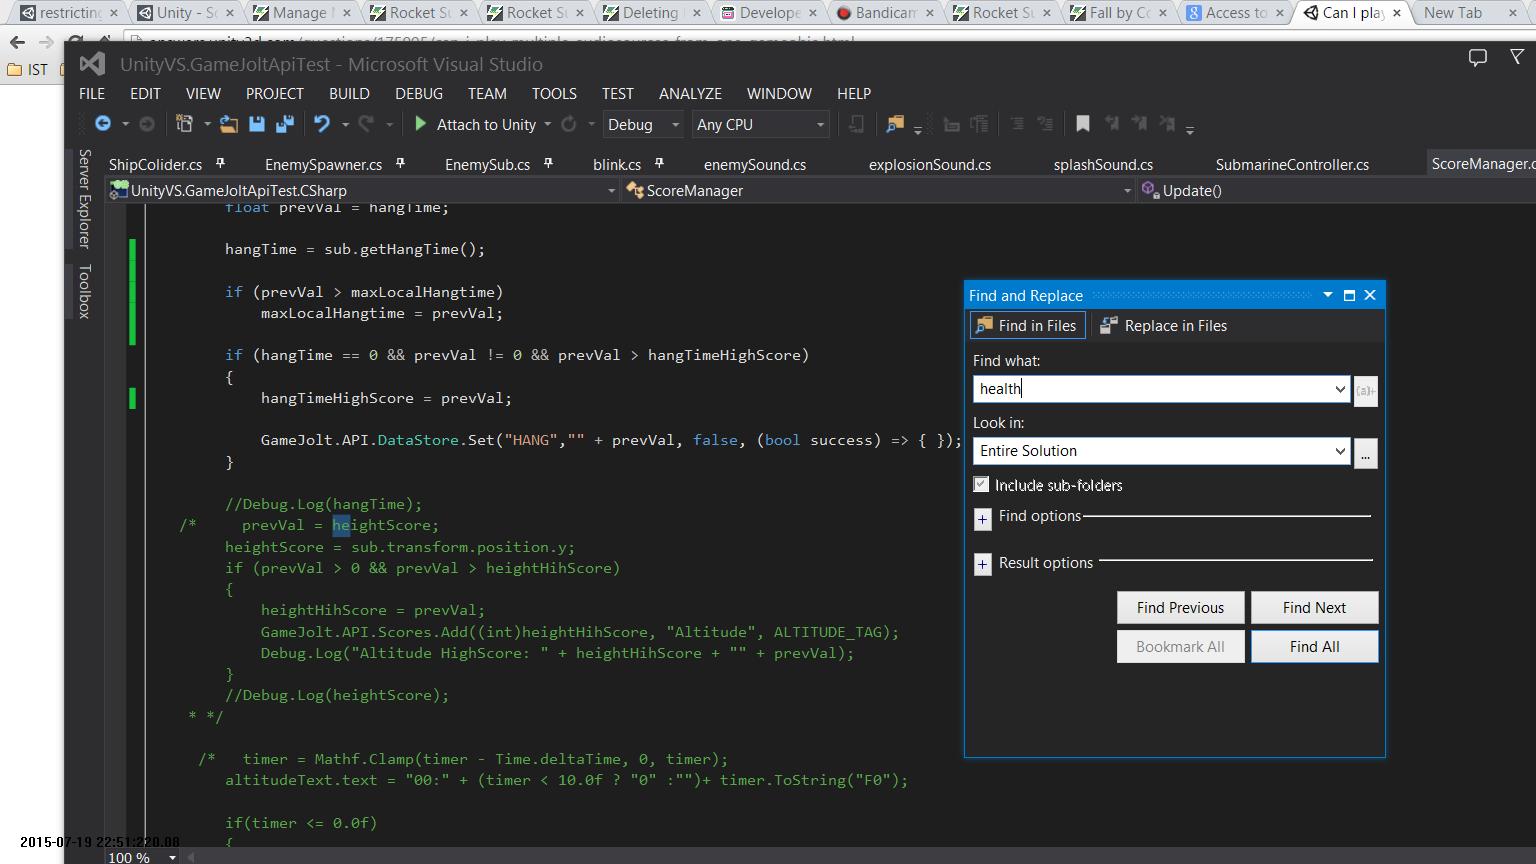 restricting
Unity - So
Manage
Rocket Su
Rocket Su
Deleting
Develope
Bandicam
Rocket Su
Fall by Co
Access to
Can I play
New Tab
IST
UnityVS.GameJoltApiTest - Microsoft Visual Studio
FILE EDIT VIEW PROJECT BUILD DEBUG TEAM TOOLS TEST ANALYZE WINDOW HELP
Attach to Unity Debug Any CPU
Server Explorer
Toolbox
ShipColider.cs EnemySpawner.cs EnemySub.cs blink.cs enemySound.cs explosionSound.cs splashSound.cs SubmarineController.cs ScoreManager.c
UnityVS.GameJoltApiTest.CSharp ScoreManager Update()
float prevVal = hangTime;
hangTime = sub.getHangTime();
if (prevVal > maxLocalHangtime)
maxLocalHangtime = prevVal;
if (hangTime == 0 && prevVal != 0 && prevVal > hangTimeHighScore)
{
hangTimeHighScore = prevVal;
GameJolt.API.DataStore.Set("HANG","" + prevVal, false, (bool success) => { });
}
//Debug.Log(hangTime);
/* prevVal = heightScore;
heightScore = sub.transform.position.y;
if (prevVal > 0 && prevVal > heightHihScore)
{
heightHihScore = prevVal;
GameJolt.API.Scores.Add((int)heightHihScore, "Altitude", ALTITUDE_TAG);
Debug.Log("Altitude HighScore: " + heightHihScore + "" + prevVal);
}
//Debug.Log(heightScore);
* */
/* timer = Mathf.Clamp(timer - Time.deltaTime, 0, timer);
altitudeText.text = "00:" + (timer < 10.0f ? "0" :"")+ timer.ToString("F0");
if(timer <= 0.0f)
{
100 %
Find and Replace
Find in Files Replace in Files
Find what:
health
Look in:
Entire Solution
...
Include sub-folders
Find options
Result options
Find Previous Find Next
Bookmark All Find All